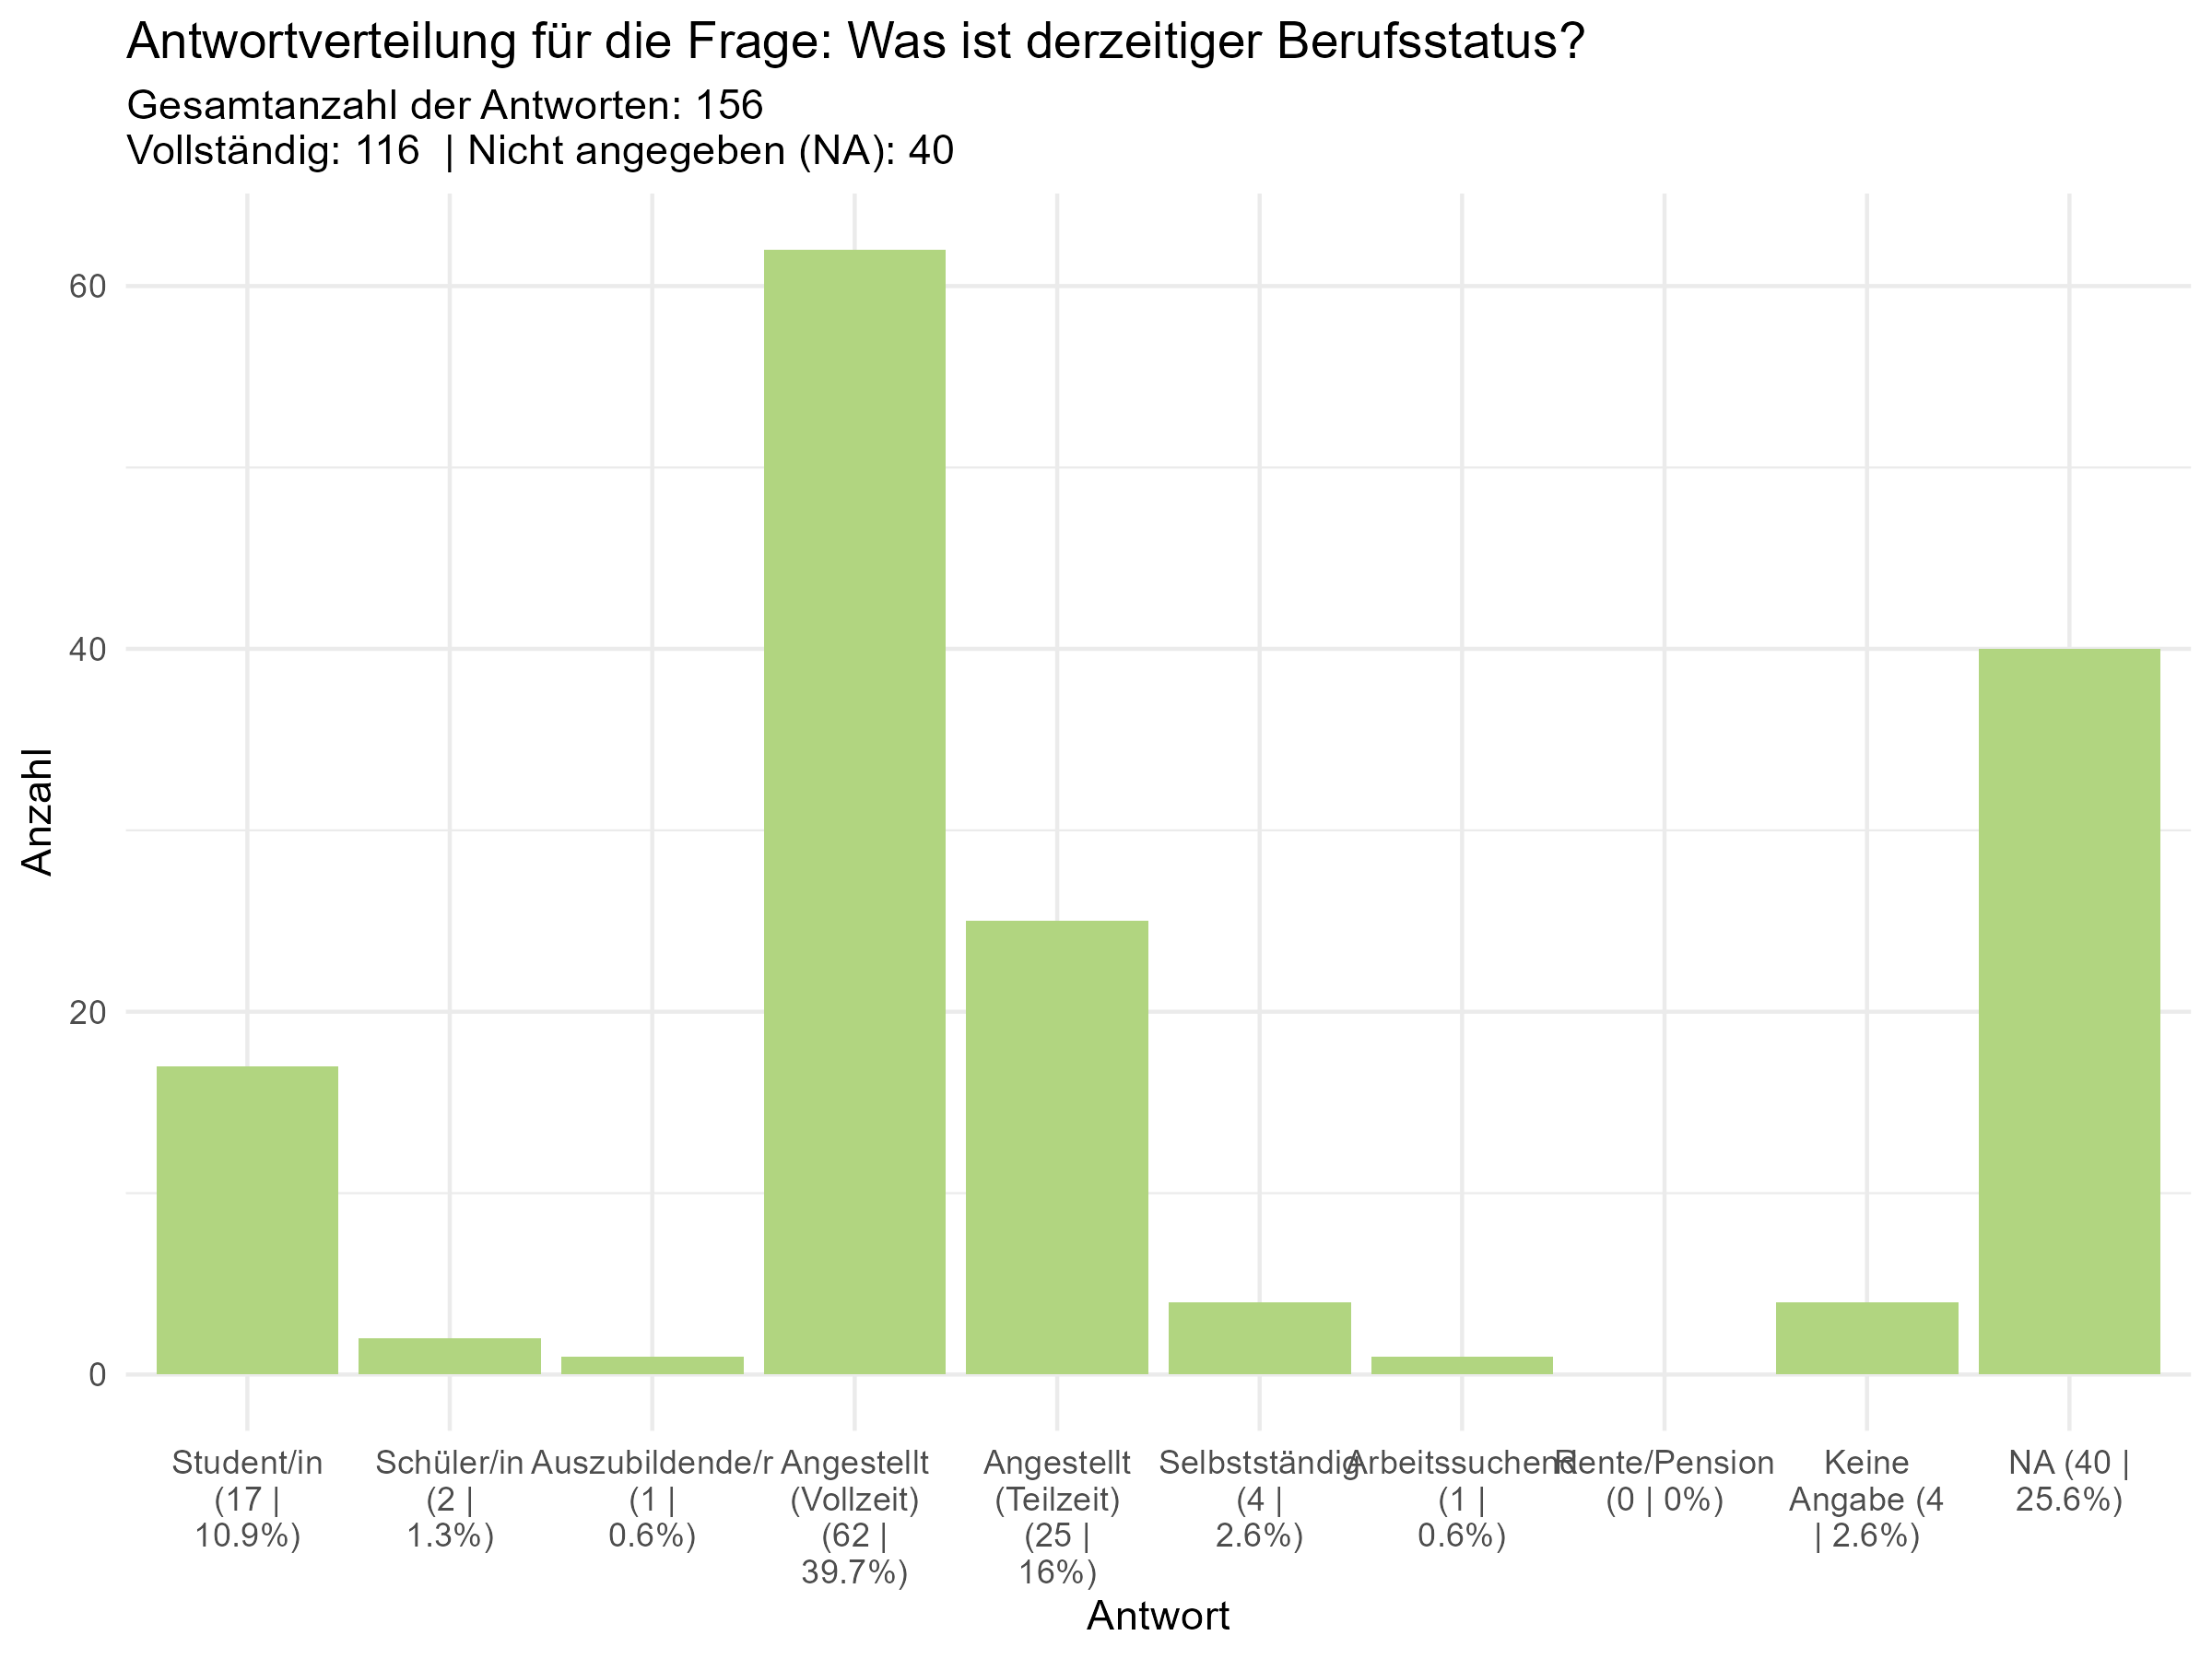 Antwortverteilung für die Frage: Was ist derzeitiger Berufsstatus?
Gesamtanzahl der Antworten: 156
Vollständig: 116 | Nicht angegeben (NA): 40
Anzahl
60
40
20
0
Student/in
(17 |
10.9%)
Schüler/in
(2 |
1.3%)
Auszubildende/r
(1 |
0.6%)
Angestellt
(Vollzeit)
(62 |
39.7%)
Angestellt
(Teilzeit)
(25 |
16%)
Selbstständig
(4 |
2.6%)
Arbeitssuchend
(1 |
0.6%)
Rente/Pension
(0 | 0%)
Keine
Angabe (4
| 2.6%)
NA (40 |
25.6%)
Antwort